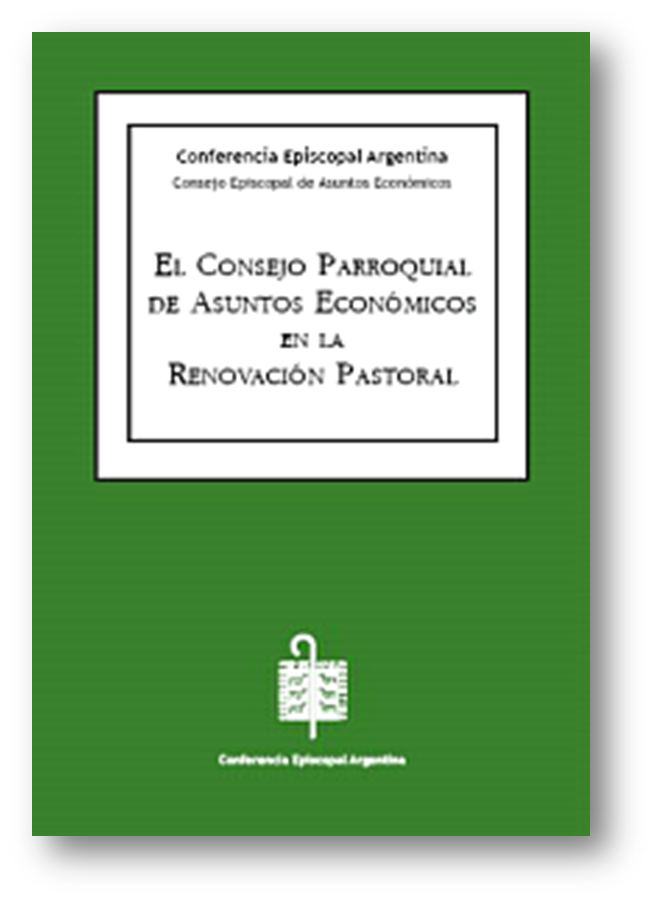 Conferencia Episcopal Argentina
Consejo Episcopal de Asuntos Económicos
El Consejo Parroquial
de Asuntos Económicos
en la
Renovación Pastoral
Conferencia Episcopal Argentina